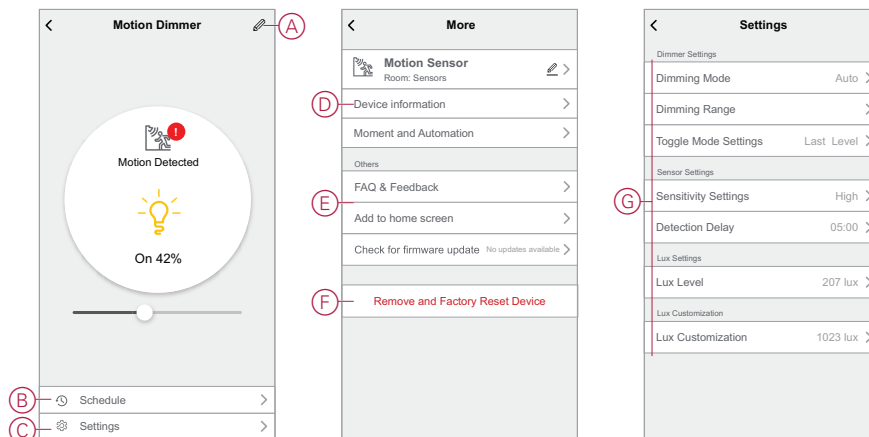 Motion Dimmer
A
!
Motion Detected
On 42%
B
Schedule
C
Settings
More
Motion Sensor
Room: Sensors
D
Device information
Moment and Automation
Others
FAQ & Feedback
E
Add to home screen
Check for firmware update No updates available
F
Remove and Factory Reset Device
Settings
Dimmer Settings
Dimming Mode Auto
Dimming Range
Toggle Mode Settings Last Level
Sensor Settings
G
Sensitivity Settings High
Detection Delay 05:00
Lux Settings
Lux Level 207 lux
Lux Customization
Lux Customization 1023 lux